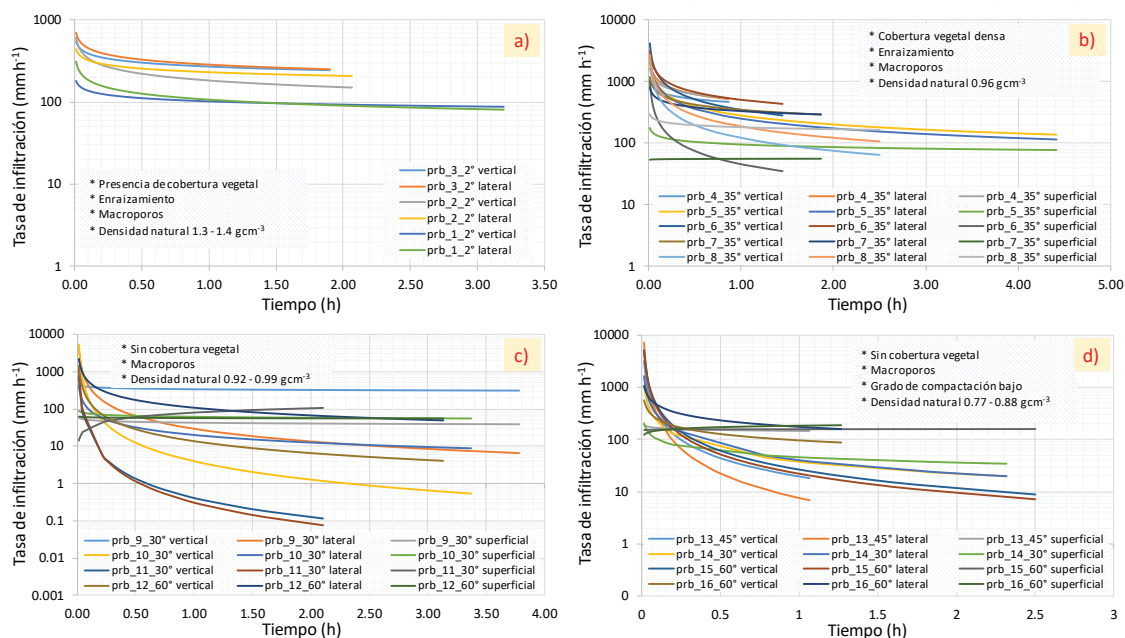 a)
Tasa de infiltración (mm h⁻¹)
1000
100
10
1
* Presencia de cobertura vegetal
* Enraizamiento
* Macroporos
* Densidad natural 1.3 - 1.4 gcm⁻³
prb_3_2° vertical
prb_3_2° lateral
prb_2_2° vertical
prb_2_2° lateral
prb_1_2° vertical
prb_1_2° lateral
0.00 0.50 1.00 1.50 2.00 2.50 3.00 3.50
Tiempo (h)
b)
Tasa de infiltración (mm h⁻¹)
10000
1000
100
10
1
* Cobertura vegetal densa
* Enraizamiento
* Macroporos
* Densidad natural 0.96 gcm⁻³
prb_4_35° vertical prb_4_35° lateral prb_4_35° superficial
prb_5_35° vertical prb_5_35° lateral prb_5_35° superficial
prb_6_35° vertical prb_6_35° lateral prb_6_35° superficial
prb_7_35° vertical prb_7_35° lateral prb_7_35° superficial
prb_8_35° vertical prb_8_35° lateral prb_8_35° superficial
0.00 1.00 2.00 3.00 4.00 5.00
Tiempo (h)
c)
Tasa de infiltración (mm h⁻¹)
10000
1000
100
10
1
0.1
0.001
* Sin cobertura vegetal
* Macroporos
* Densidad natural 0.92 - 0.99 gcm⁻³
prb_9_30° vertical prb_9_30° lateral prb_9_30° superficial
prb_10_30° vertical prb_10_30° lateral prb_10_30° superficial
prb_11_30° vertical prb_11_30° lateral prb_11_30° superficial
prb_12_60° vertical prb_12_60° lateral prb_12_60° superficial
0.00 0.50 1.00 1.50 2.00 2.50 3.00 3.50 4.00
Tiempo (h)
d)
Tasa de infiltración (mm h⁻¹)
10000
1000
100
10
1
0
* Sin cobertura vegetal
* Macroporos
* Grado de compactación bajo
* Densidad natural 0.77 - 0.88 gcm⁻³
prb_13_45° vertical prb_13_45° lateral prb_13_45° superficial
prb_14_30° vertical prb_14_30° lateral prb_14_30° superficial
prb_15_60° vertical prb_15_60° lateral prb_15_60° superficial
prb_16_60° vertical prb_16_60° lateral prb_16_60° superficial
0 0.5 1 1.5 2 2.5 3
Tiempo (h)